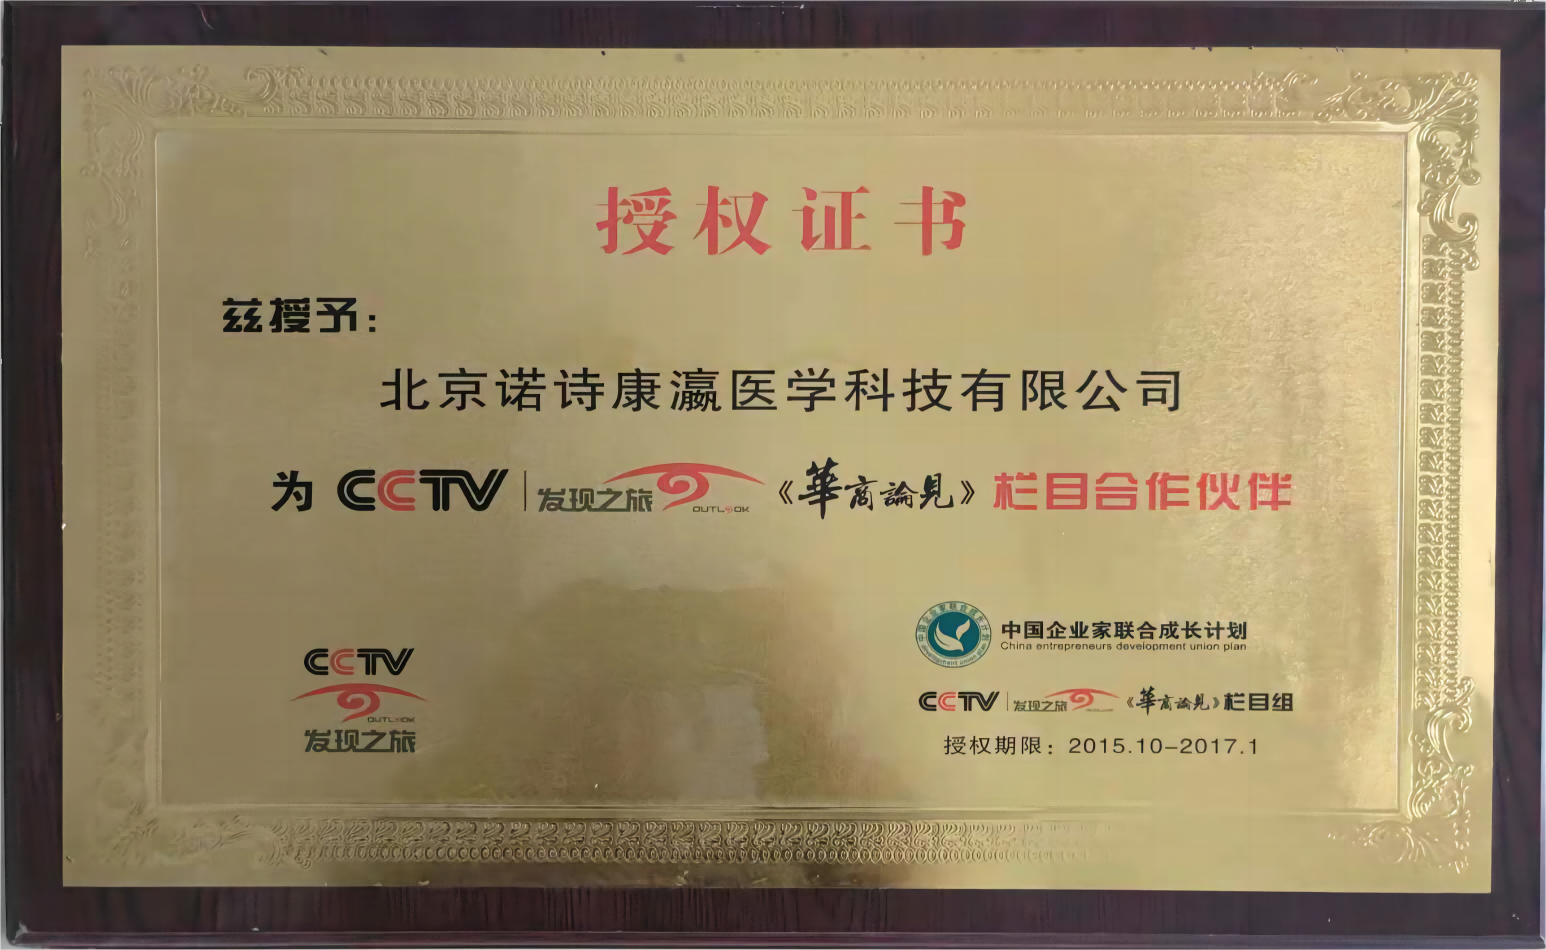 授权证书
兹授予：
北京诺诗康瀛医学科技有限公司
为 CCTV 发现之旅 OUTLOOK 《華商論見》 栏目合作伙伴
中国企业家联合成长计划
China entrepreneurs development union plan
CCTV
OUTLOOK
发现之旅
CCTV 发现之旅 《華商論見》栏目组
授权期限：2015.10-2017.1